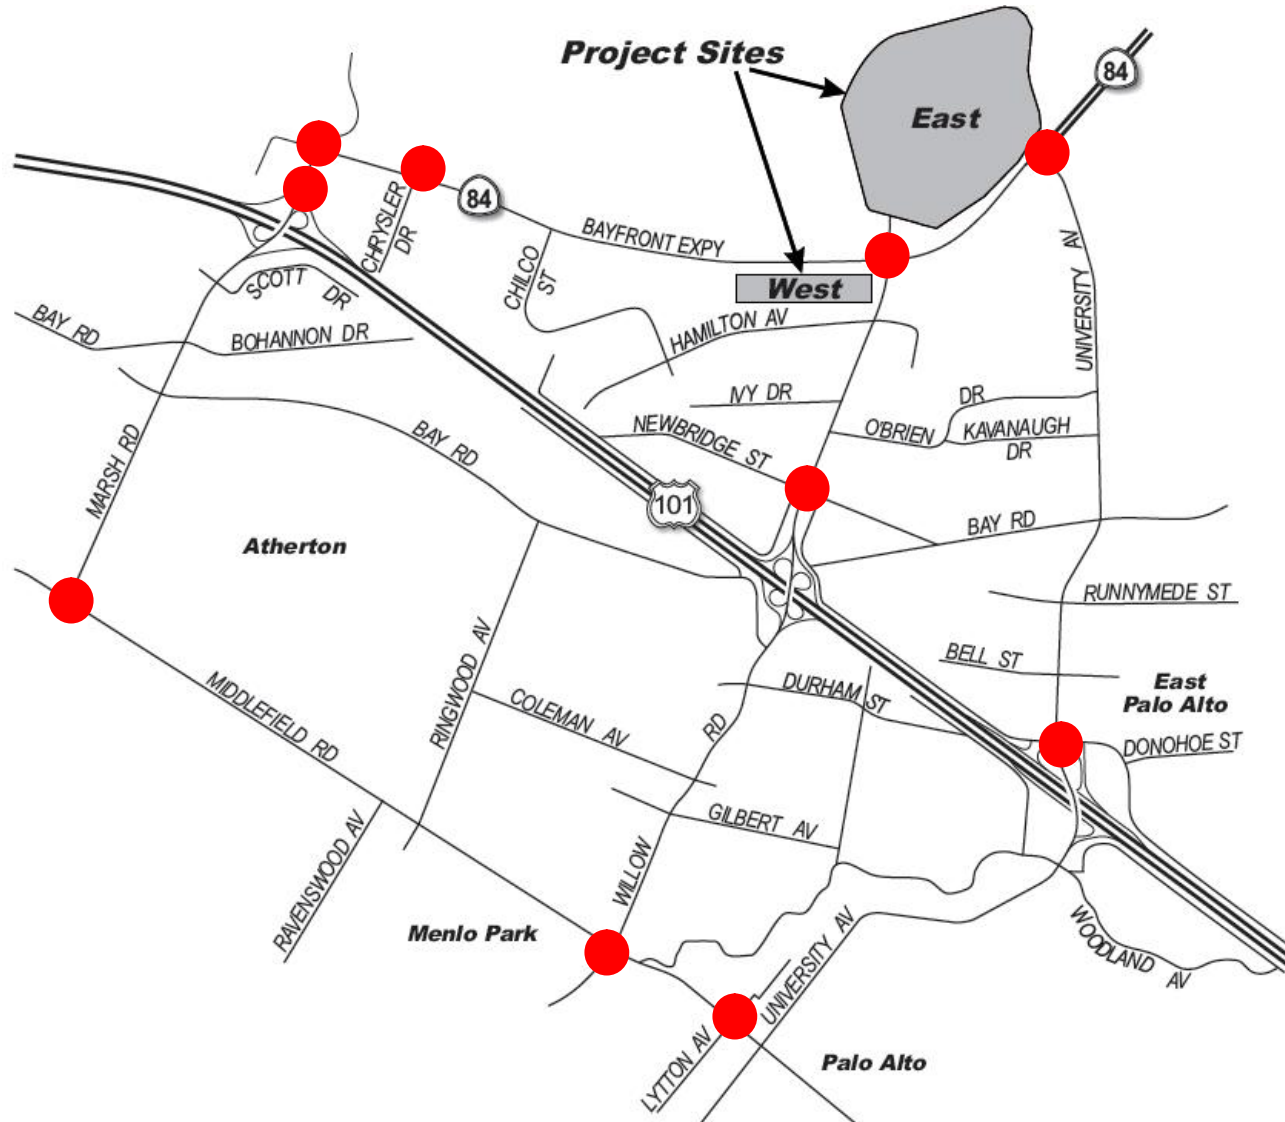 Project Sites
84
East
84
CHRYSLER
DR
BAYFRONT EXPY
UNIVERSITY AV
SCOTT DR
CHILCO
ST
West
BAY RD
BOHANNON DR
HAMILTON AV
IVY DR
DR
O'BRIEN
KAVANAUGH
DR
NEWBRIDGE ST
BAY RD
MARSH RD
101
BAY RD
Atherton
RUNNYMEDE ST
BELL ST
RINGWOOD AV
MIDDLEFIELD RD
COLEMAN AV
DURHAM ST
East
Palo Alto
DONOHOE ST
WILLOW RD
GILBERT AV
RAVENSWOOD AV
Menlo Park
UNIVERSITY AV
WOODLAND AV
LYTTON AV
Palo Alto